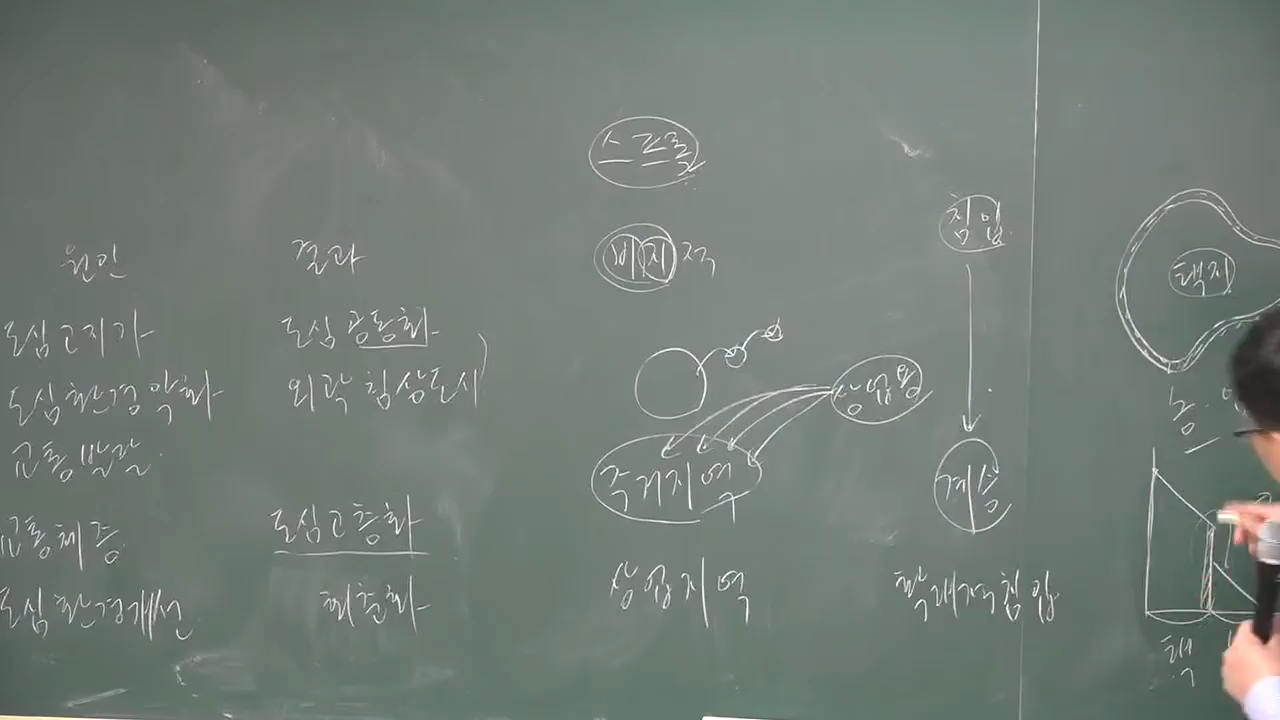 원인 결과
도심고지가 도심 공동화
도심환경악화 외곽 침상도시
교통발달
교통체증 도심고층화
도심환경개선 회춘화
스프롤
비지적
상업용
주거지역
상업지역
침입
계승
확대적침입
택지
택